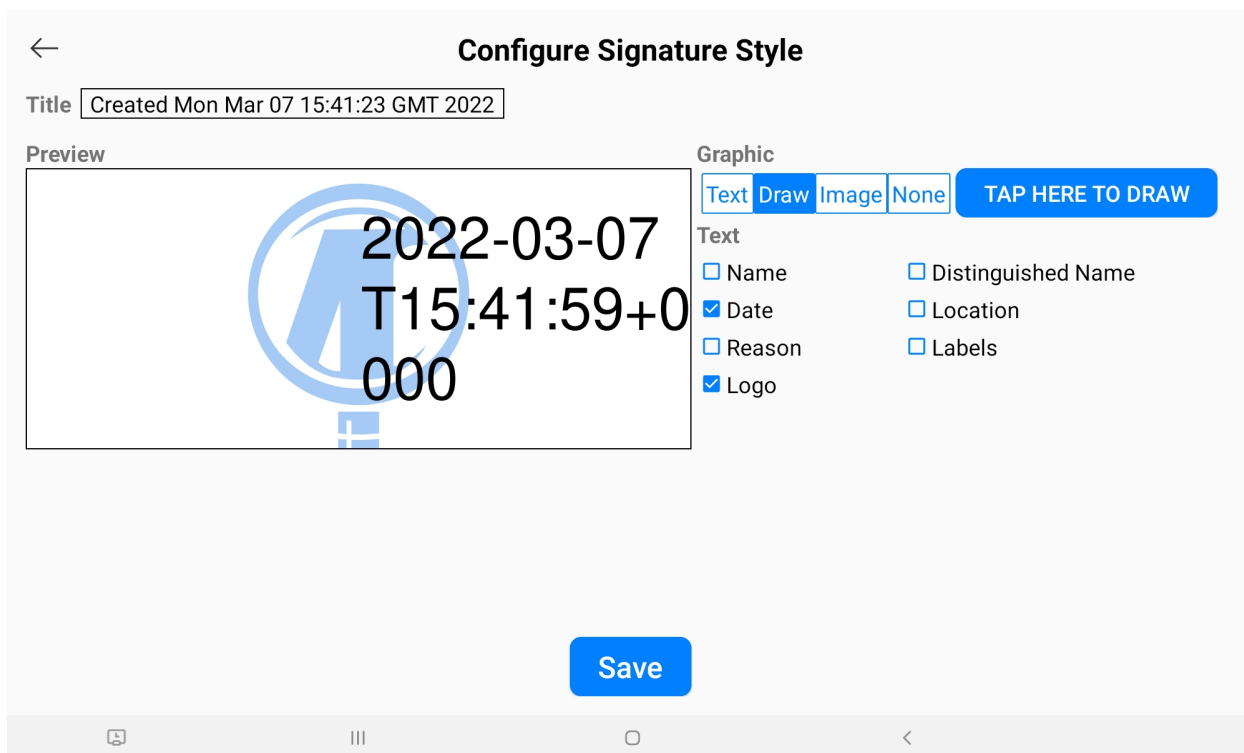 Configure Signature Style
Title Created Mon Mar 07 15:41:23 GMT 2022
Preview
2022-03-07
T15:41:59+0
000
Graphic
Text Draw Image None TAP HERE TO DRAW
Text
Name Distinguished Name
Date Location
Reason Labels
Logo
Save